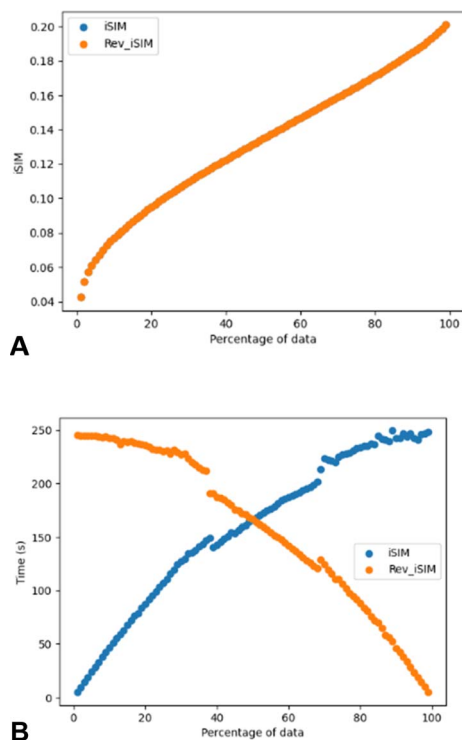 0.20
0.18
0.16
0.14
0.12
0.10
0.08
0.06
0.04
iSIM
iSIM
Rev_iSIM
0 20 40 60 80 100
Percentage of data
A
250
200
150
100
50
0
Time (s)
iSIM
Rev_iSIM
0 20 40 60 80 100
Percentage of data
B